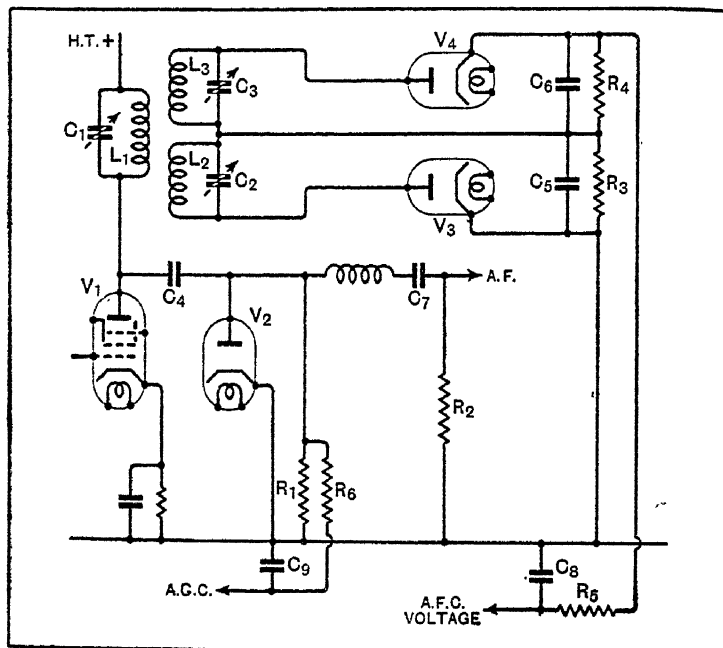 H.T.+
V4
L3
C3
C6
R4
C1
L1
L2
C2
C5
R3
V3
V1
C4
V2
C7
A.F.
R2
R1
R6
C9
A.G.C.
C8
R5
A.F.C.
VOLTAGE